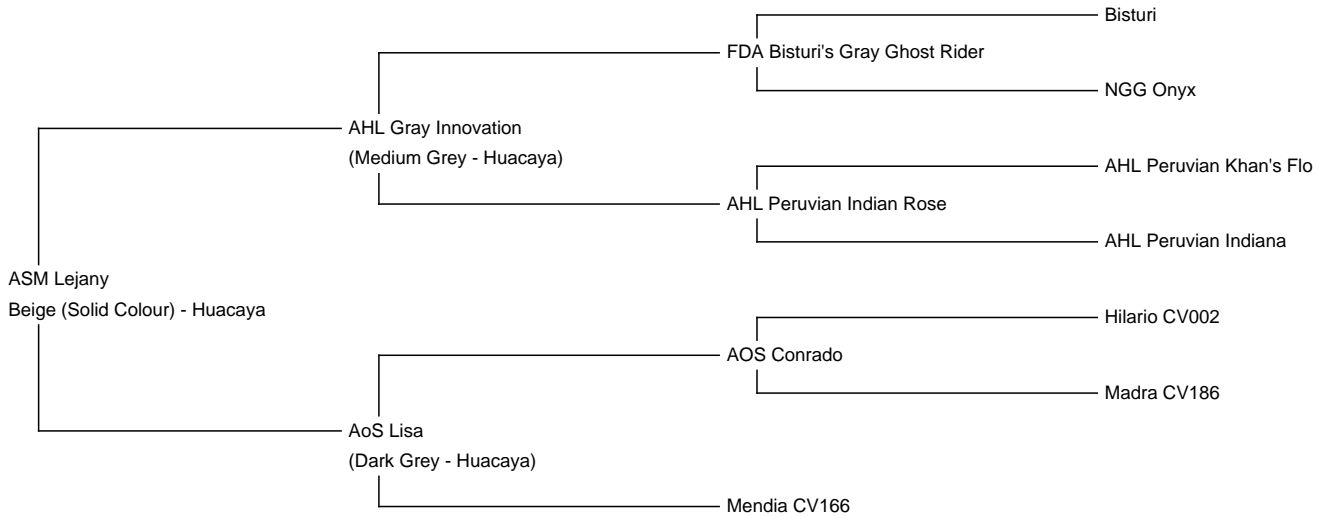 Bisturi
FDA Bisturi's Gray Ghost Rider
NGG Onyx
AHL Gray Innovation
(Medium Grey - Huacaya)
AHL Peruvian Khan's Flo
AHL Peruvian Indian Rose
AHL Peruvian Indiana
ASM Lejany
Beige (Solid Colour) - Huacaya
Hilario CV002
AOS Conrado
Madra CV186
AoS Lisa
(Dark Grey - Huacaya)
Mendia CV166